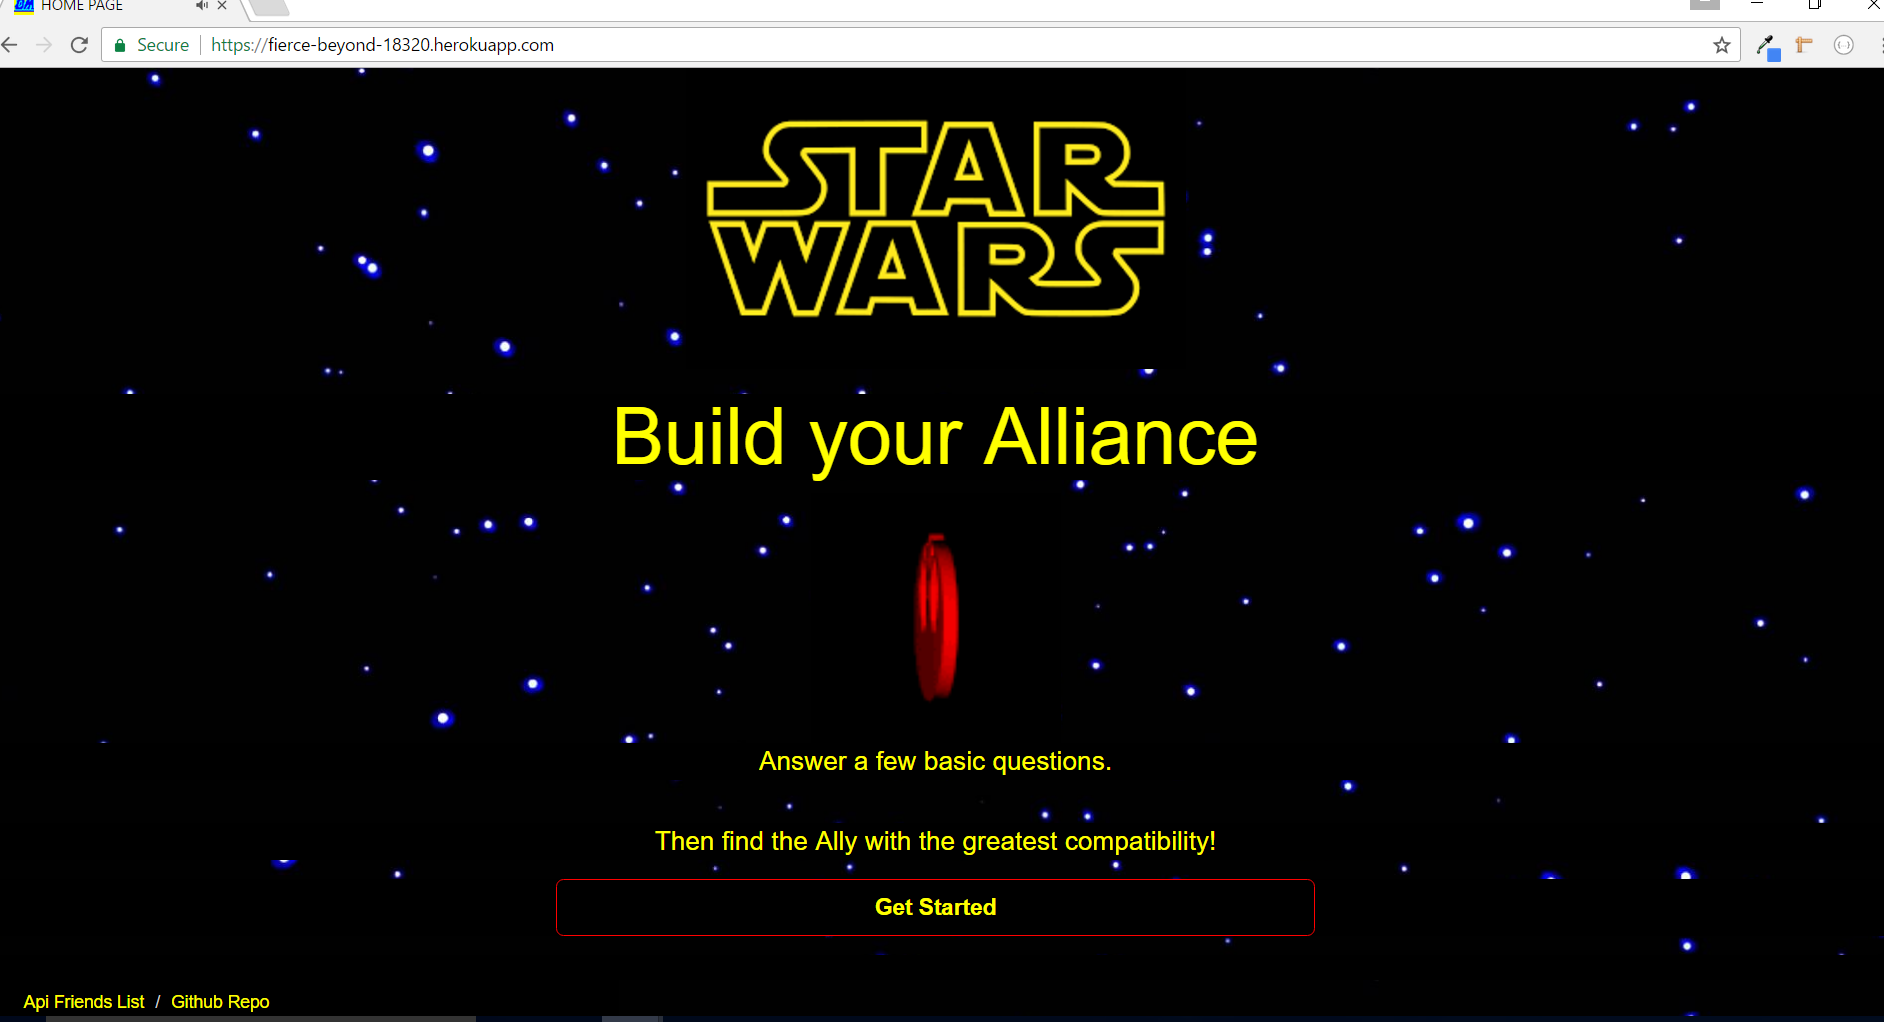 HOME PAGE
Secure https://fierce-beyond-18320.herokuapp.com
STAR
WARS
Build your Alliance
Answer a few basic questions.
Then find the Ally with the greatest compatibility!
Get Started
Api Friends List / Github Repo